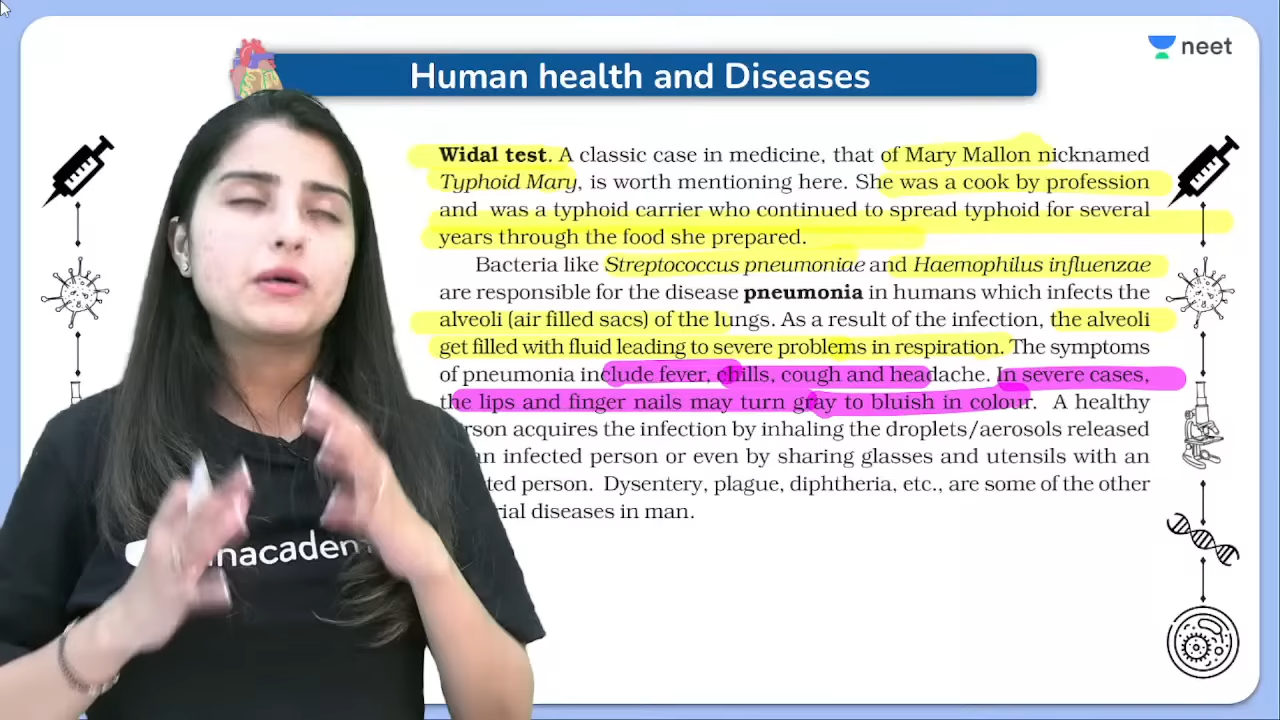 neet
Human health and Diseases
Widal test. A classic case in medicine, that of Mary Mallon nicknamed
Typhoid Mary, is worth mentioning here. She was a cook by profession
and was a typhoid carrier who continued to spread typhoid for several
years through the food she prepared.
Bacteria like Streptococcus pneumoniae and Haemophilus influenzae
are responsible for the disease pneumonia in humans which infects the
alveoli (air filled sacs) of the lungs. As a result of the infection, the alveoli
get filled with fluid leading to severe problems in respiration. The symptoms
of pneumonia include fever, chills, cough and headache. In severe cases,
the lips and finger nails may turn gray to bluish in colour. A healthy
acquires the infection by inhaling the droplets/aerosols released
infected person or even by sharing glasses and utensils with an
person. Dysentery, plague, diphtheria, etc., are some of the other
diseases in man.